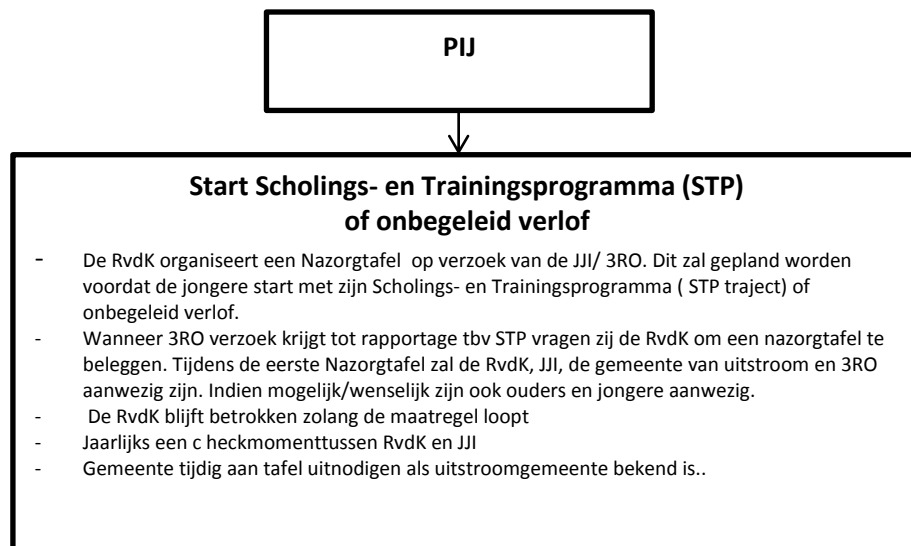 PIJ
Start Scholings- en Trainingsprogramma (STP)
of onbegeleid verlof
- De RvdK organiseert een Nazorgtafel op verzoek van de JJI/ 3RO. Dit zal gepland worden
voordat de jongere start met zijn Scholings- en Trainingsprogramma ( STP traject) of
onbegeleid verlof.
- Wanneer 3RO verzoek krijgt tot rapportage tbv STP vragen zij de RvdK om een nazorgtafel te
beleggen. Tijdens de eerste Nazorgtafel zal de RvdK, JJI, de gemeente van uitstroom en 3RO
aanwezig zijn. Indien mogelijk/wenselijk zijn ook ouders en jongere aanwezig.
- De RvdK blijft betrokken zolang de maatregel loopt
- Jaarlijks een c heckmomenttussen RvdK en JJI
- Gemeente tijdig aan tafel uitnodigen als uitstroomgemeente bekend is..